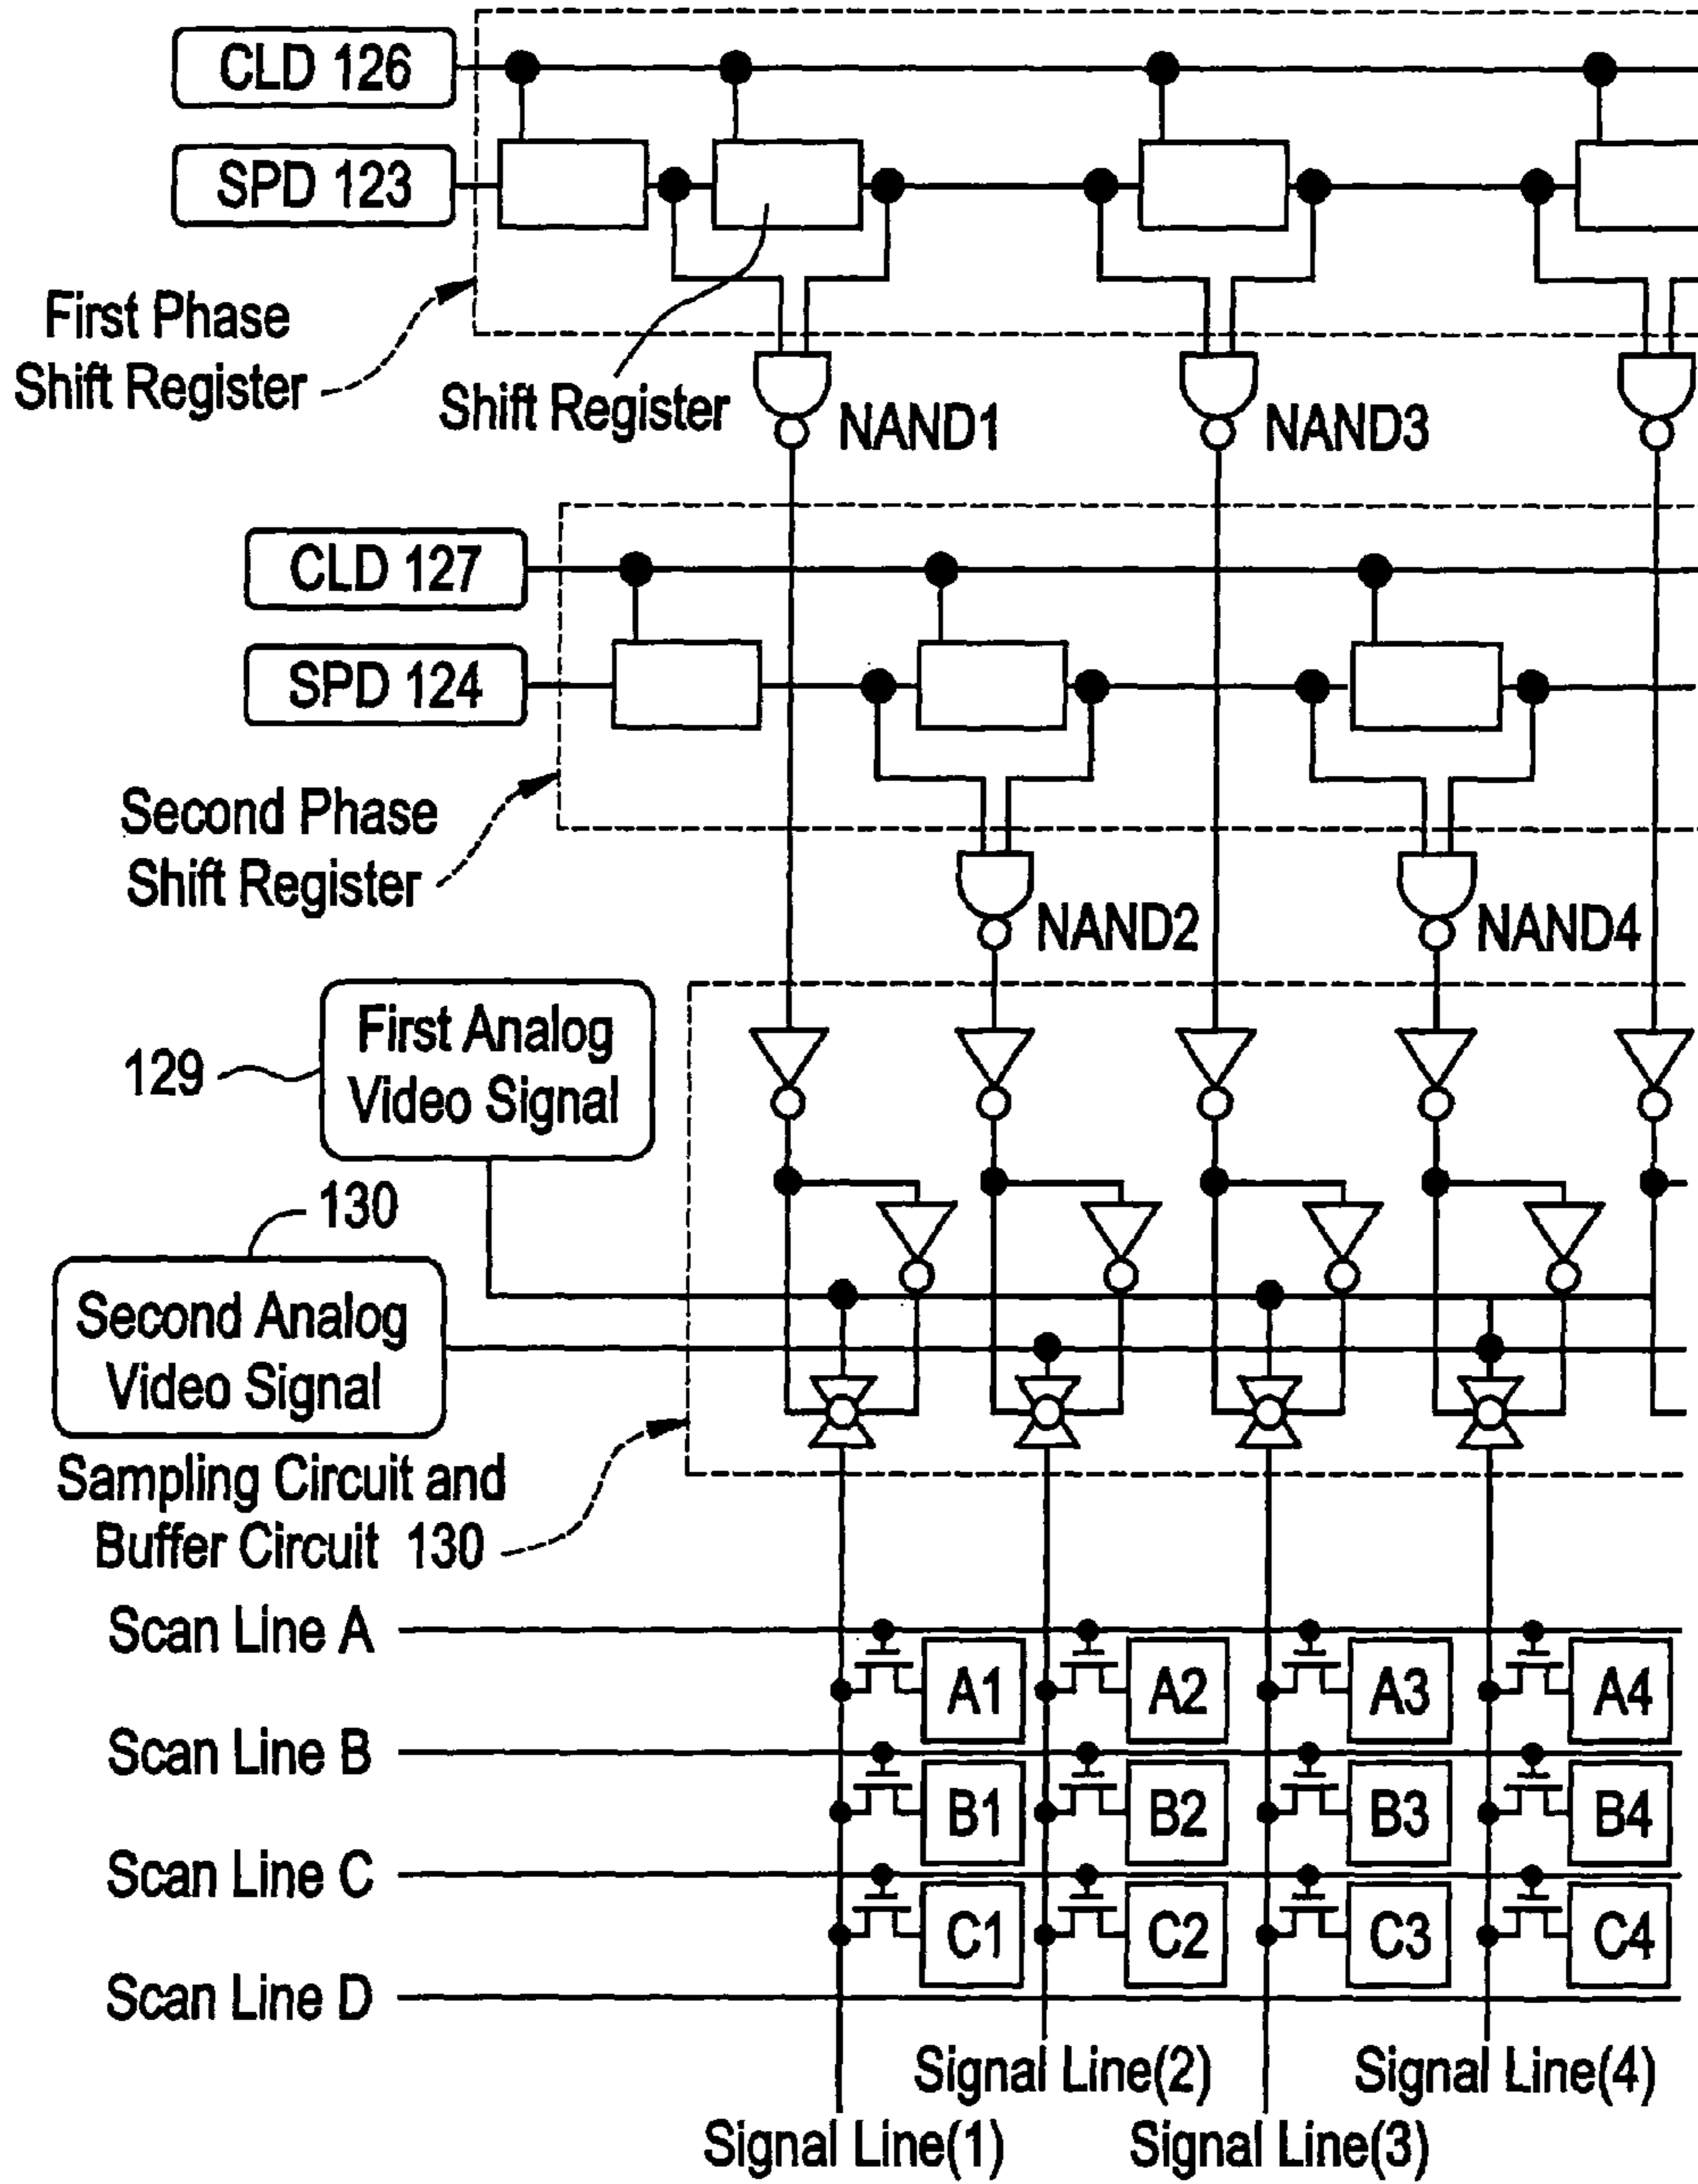 CLD 126
SPD 123
First Phase
Shift Register
Shift Register
NAND1
NAND3
CLD 127
SPD 124
Second Phase
Shift Register
NAND2
NAND4
First Analog
Video Signal
129
130
Second Analog
Video Signal
Sampling Circuit and
Buffer Circuit 130
Scan Line A
A1
A2
A3
A4
Scan Line B
B1
B2
B3
B4
Scan Line C
C1
C2
C3
C4
Scan Line D
Signal Line(2)
Signal Line(4)
Signal Line(1)
Signal Line(3)